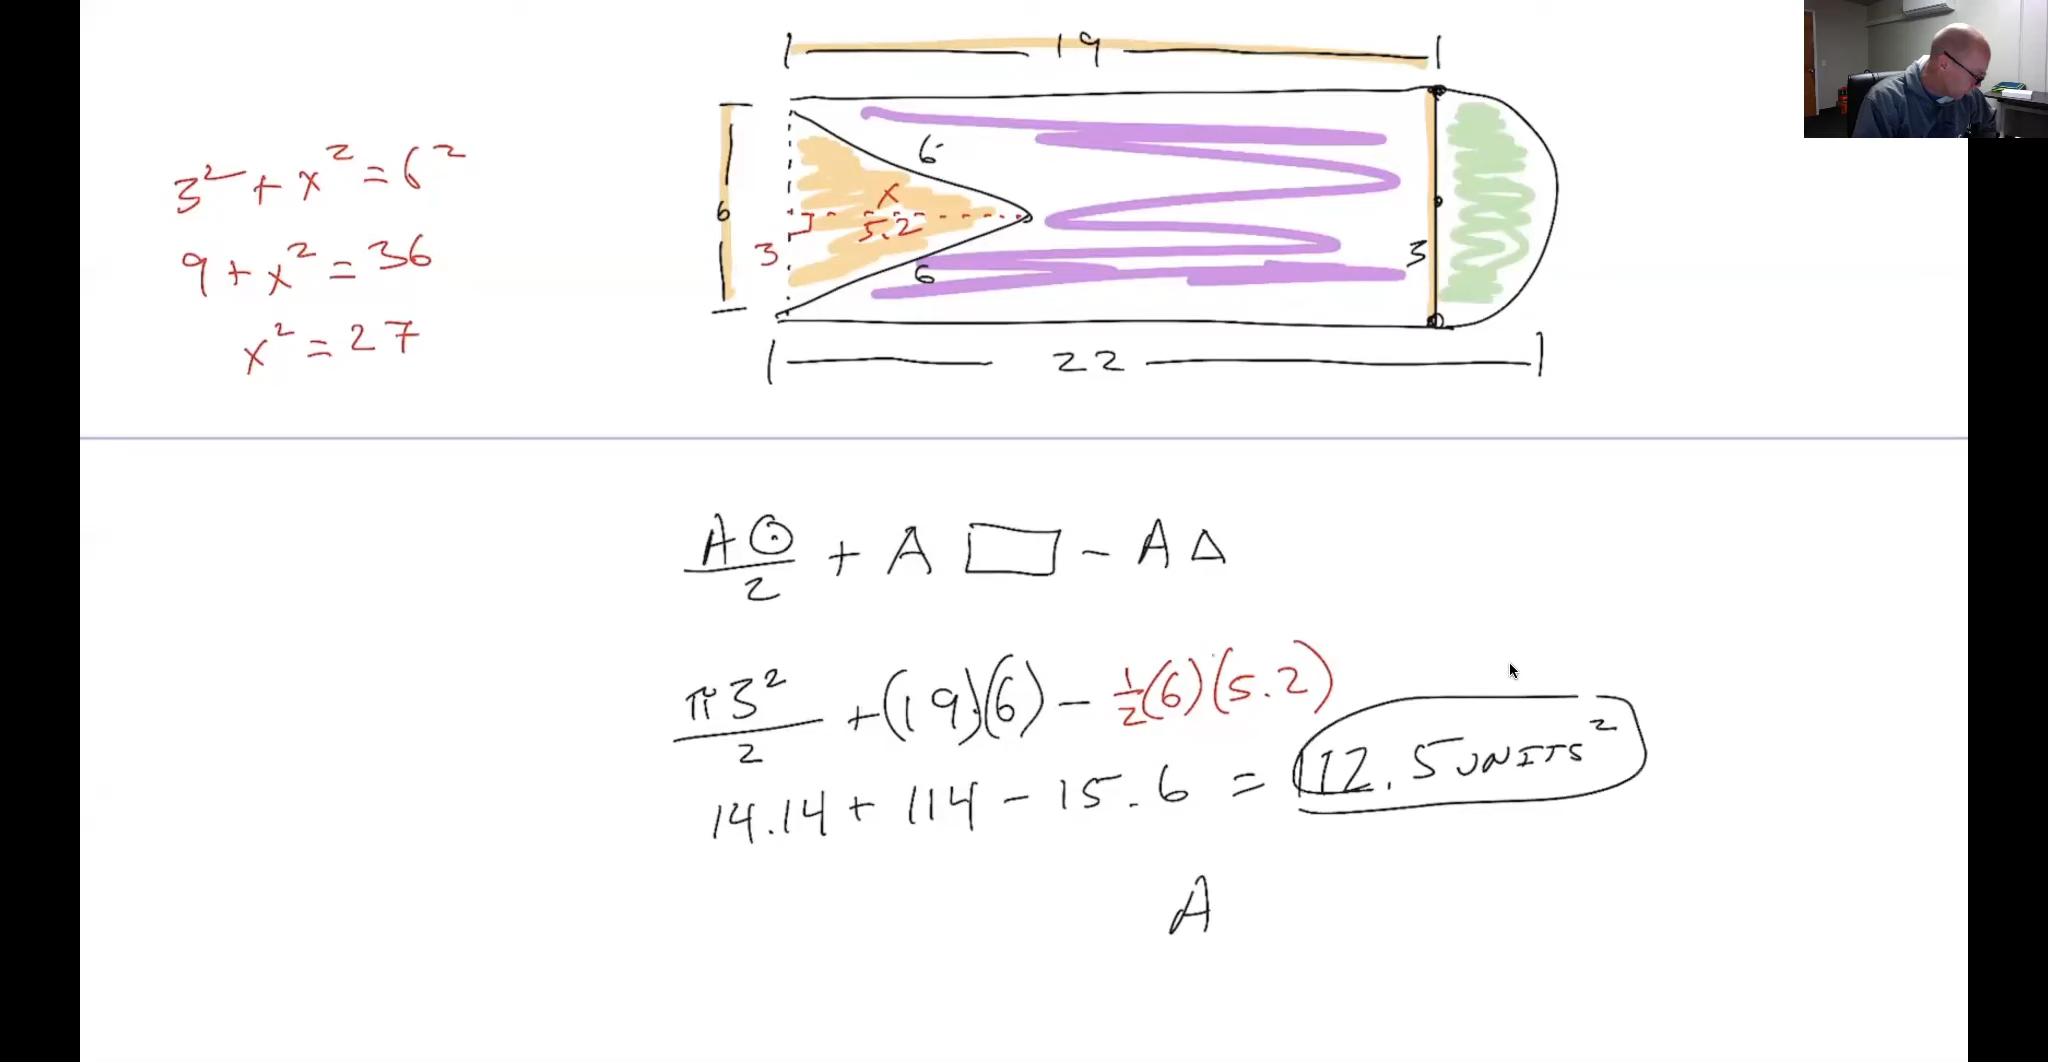 19
3² + x² = 6²
9 + x² = 36
x² = 27
6
6
x
5.2
3
6
3
22
A⊙/2 + A ▭ - A △
π3²/2 + (19)(6) - ½(6)(5.2)
14.14 + 114 - 15.6 = 112.5 UNITS²
A